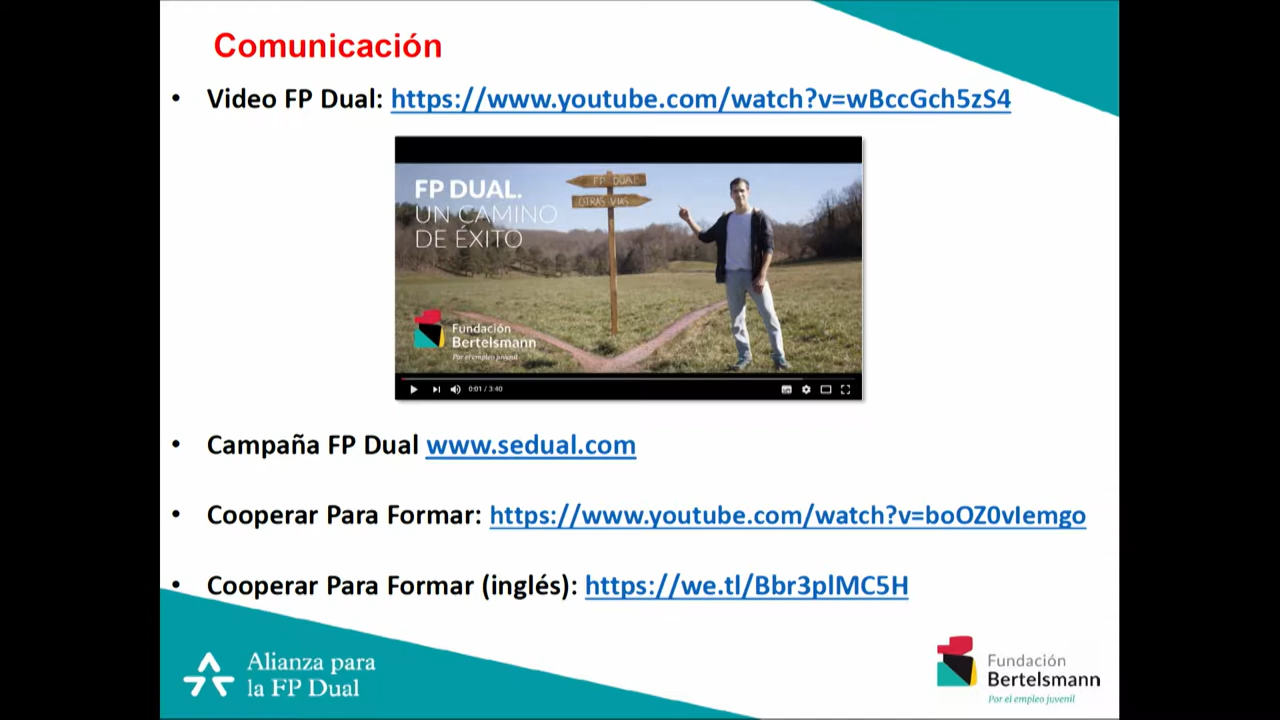 Comunicación
• Video FP Dual: https://www.youtube.com/watch?v=wBccGch5zS4
FP DUAL.
UN CAMINO
DE ÉXITO
FP DUAL
OTRAS VÍAS
Fundación
Bertelsmann
Por el empleo juvenil
0:01 / 3:40
• Campaña FP Dual www.sedual.com
• Cooperar Para Formar: https://www.youtube.com/watch?v=boOZ0vIemgo
• Cooperar Para Formar (inglés): https://we.tl/Bbr3plMC5H
Alianza para
la FP Dual
Fundación
Bertelsmann
Por el empleo juvenil